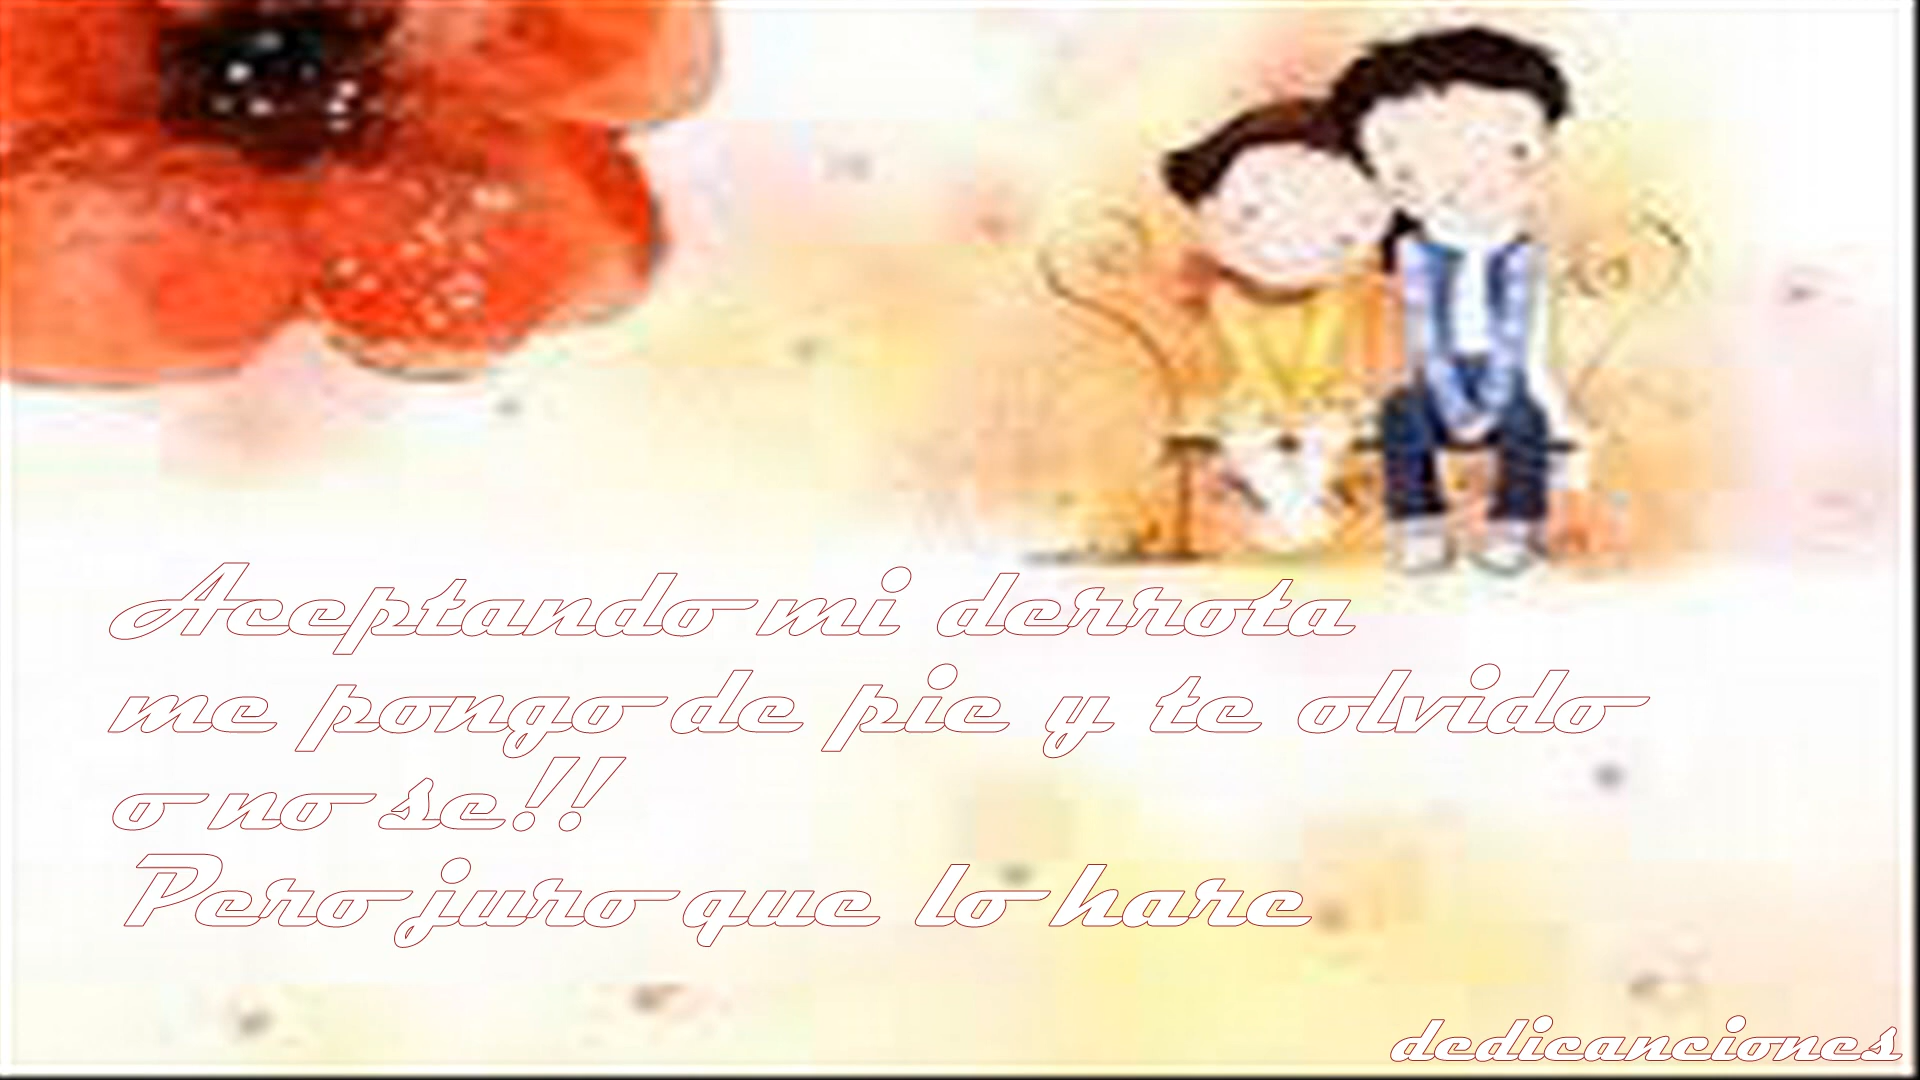 Aceptando mi derrota
me pongo de pie y te olvido
o no se!!
Pero juro que lo hare
dedicanciones